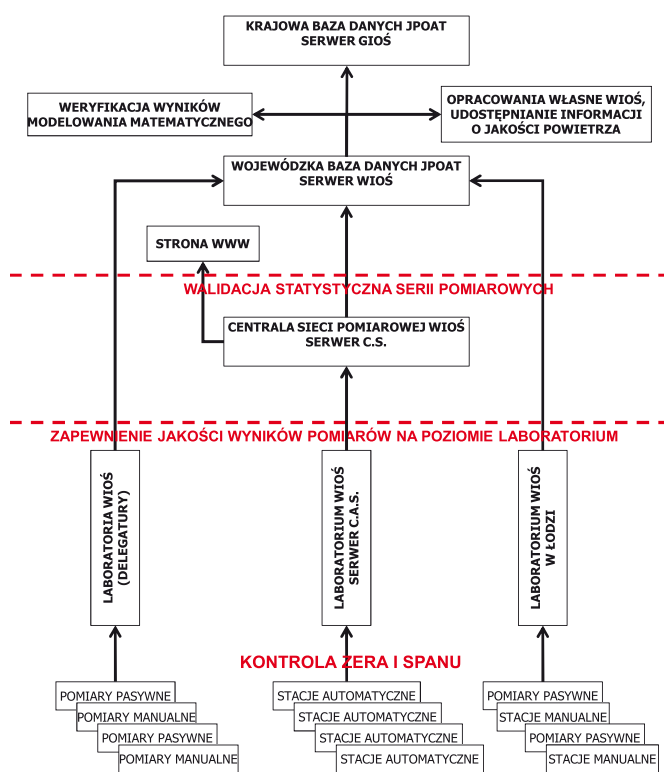 KRAJOWA BAZA DANYCH JPOAT
SERWER GIOŚ
WERYFIKACJA WYNIKÓW
MODELOWANIA MATEMATYCZNEGO
OPRACOWANIA WŁASNE WIOŚ,
UDOSTĘPNIANIE INFORMACJI
O JAKOŚCI POWIETRZA
WOJEWÓDZKA BAZA DANYCH JPOAT
SERWER WIOŚ
STRONA WWW
WALIDACJA STATYSTYCZNA SERII POMIAROWYCH
CENTRALA SIECI POMIAROWEJ WIOŚ
SERWER C.S.
ZAPEWNIENIE JAKOŚCI WYNIKÓW POMIARÓW NA POZIOMIE LABORATORIUM
LABORATORIA WIOŚ
(DELEGATURY)
LABORATORIUM WIOŚ
SERWER C.A.S.
LABORATORIUM WIOŚ
W ŁODZI
KONTROLA ZERA I SPANU
POMIARY PASYWNE
POMIARY MANUALNE
POMIARY PASYWNE
POMIARY MANUALNE
STACJE AUTOMATYCZNE
STACJE AUTOMATYCZNE
STACJE AUTOMATYCZNE
STACJE AUTOMATYCZNE
POMIARY PASYWNE
STACJE MANUALNE
POMIARY PASYWNE
STACJE MANUALNE